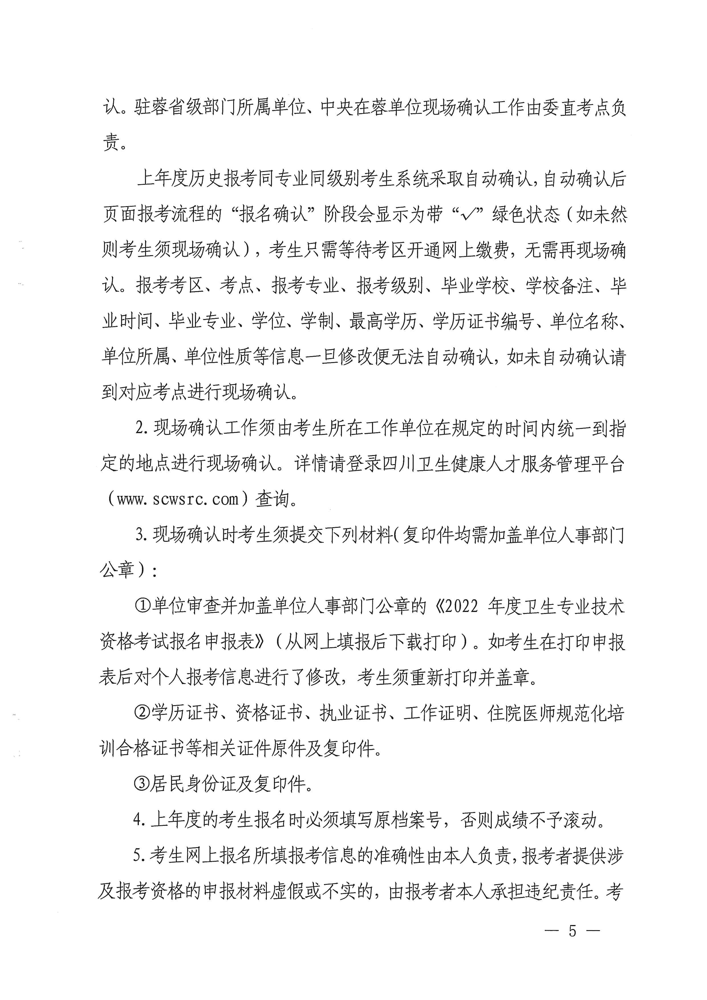 认。驻蓉省级部门所属单位、中央在蓉单位现场确认工作由委直考点负
责。
上年度历史报考同专业同级别考生系统采取自动确认，自动确认后
页面报考流程的“报名确认”阶段会显示为带“√”绿色状态（如未然
则考生须现场确认），考生只需等待考区开通网上缴费，无需再现场确
认。报考考区、考点、报考专业、报考级别、毕业学校、学校备注、毕
业时间、毕业专业、学位、学制、最高学历、学历证书编号、单位名称、
单位所属、单位性质等信息一旦修改便无法自动确认，如未自动确认请
到对应考点进行现场确认。
2.现场确认工作须由考生所在工作单位在规定的时间内统一到指
定的地点进行现场确认。详情请登录四川卫生健康人才服务管理平台
（www.scwsrc.com）查询。
3.现场确认时考生须提交下列材料（复印件均需加盖单位人事部门
公章）：
①单位审查并加盖单位人事部门公章的《2022 年度卫生专业技术
资格考试报名申报表》（从网上填报后下载打印）。如考生在打印申报
表后对个人报考信息进行了修改，考生须重新打印并盖章。
②学历证书、资格证书、执业证书、工作证明、住院医师规范化培
训合格证书等相关证件原件及复印件。
③居民身份证及复印件。
4.上年度的考生报名时必须填写原档案号，否则成绩不予滚动。
5.考生网上报名所填报考信息的准确性由本人负责，报考者提供涉
及报考资格的申报材料虚假或不实的，由报考者本人承担违纪责任。考
— 5 —